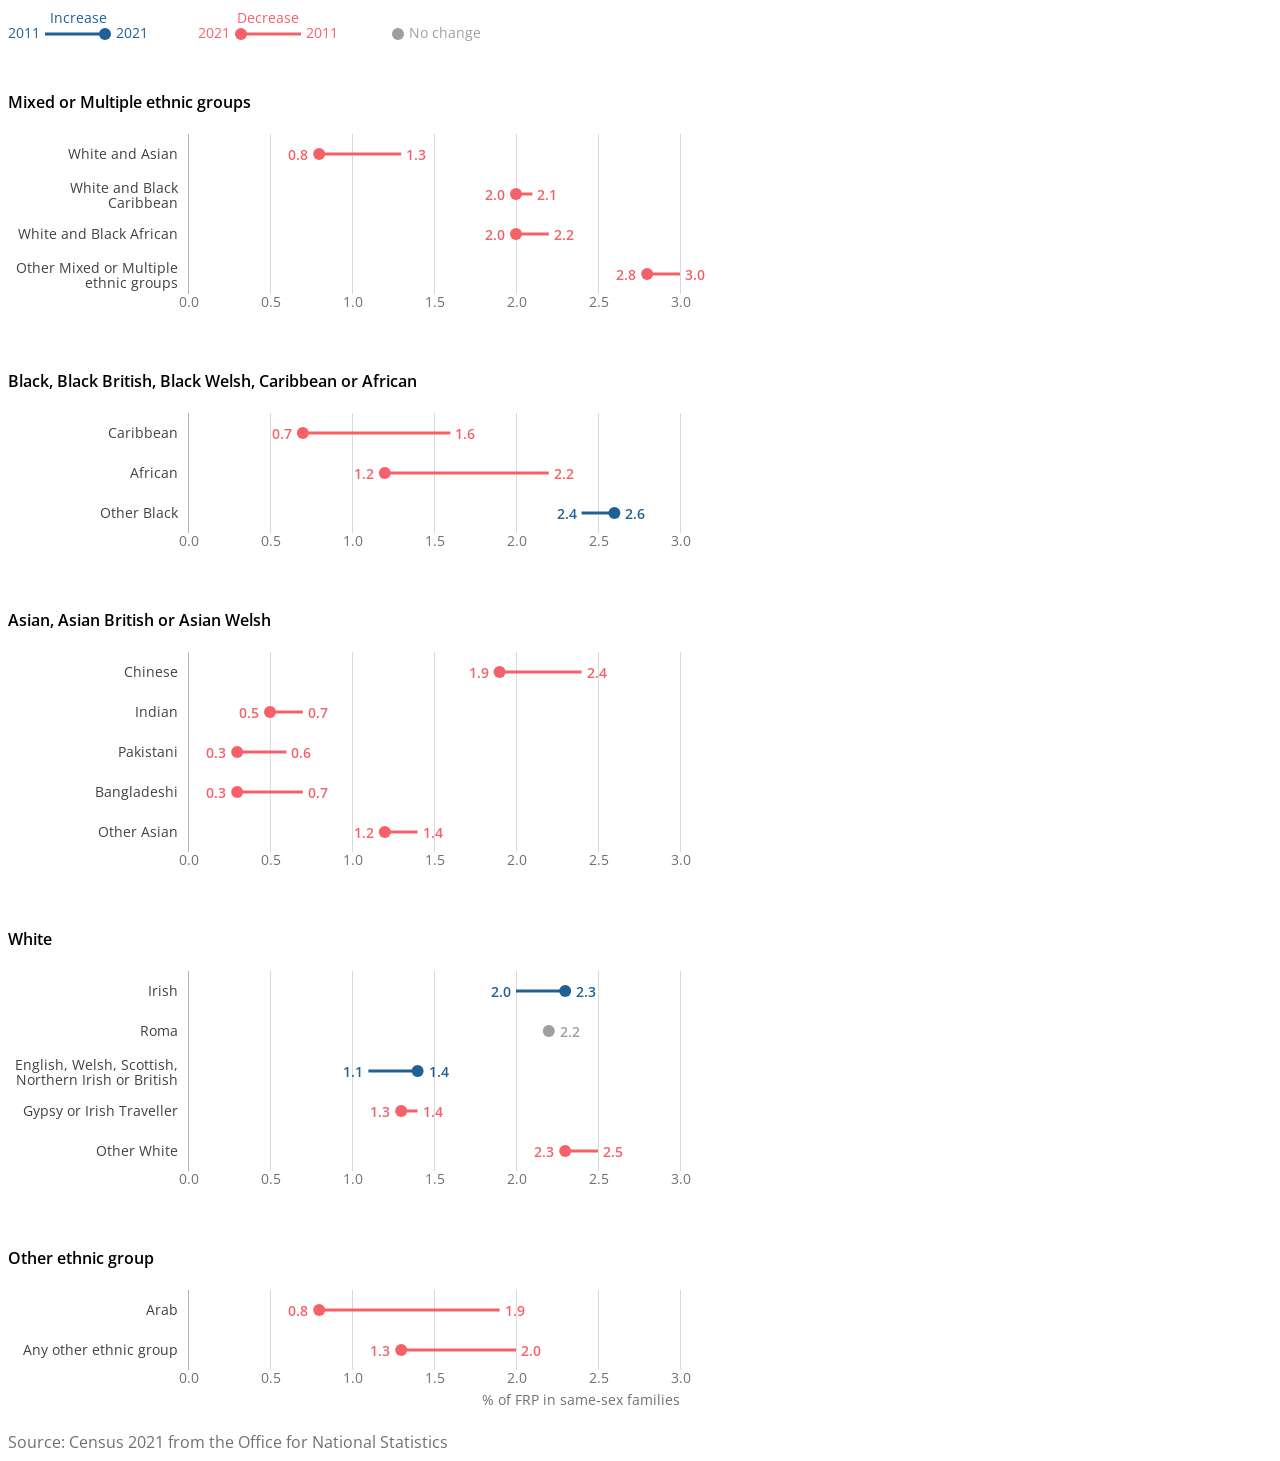 Increase
2011 2021
Decrease
2021 2011
No change
Mixed or Multiple ethnic groups
White and Asian 0.8 1.3
White and Black
Caribbean 2.0 2.1
White and Black African 2.0 2.2
Other Mixed or Multiple
ethnic groups 2.8 3.0
0.0 0.5 1.0 1.5 2.0 2.5 3.0
Black, Black British, Black Welsh, Caribbean or African
Caribbean 0.7 1.6
African 1.2 2.2
Other Black 2.4 2.6
0.0 0.5 1.0 1.5 2.0 2.5 3.0
Asian, Asian British or Asian Welsh
Chinese 1.9 2.4
Indian 0.5 0.7
Pakistani 0.3 0.6
Bangladeshi 0.3 0.7
Other Asian 1.2 1.4
0.0 0.5 1.0 1.5 2.0 2.5 3.0
White
Irish 2.0 2.3
Roma 2.2
English, Welsh, Scottish,
Northern Irish or British 1.1 1.4
Gypsy or Irish Traveller 1.3 1.4
Other White 2.3 2.5
0.0 0.5 1.0 1.5 2.0 2.5 3.0
Other ethnic group
Arab 0.8 1.9
Any other ethnic group 1.3 2.0
0.0 0.5 1.0 1.5 2.0 2.5 3.0
% of FRP in same-sex families
Source: Census 2021 from the Office for National Statistics